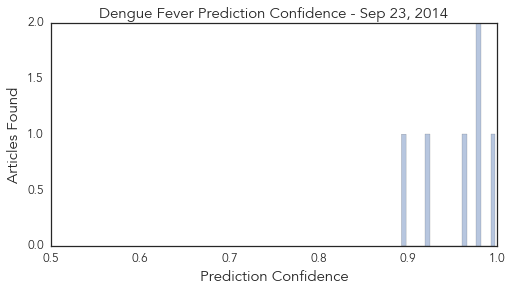 Dengue Fever Prediction Confidence - Sep 23, 2014
2.0
1.5
1.0
0.5
0.0
Articles Found
0.5 0.6 0.7 0.8 0.9 1.0
Prediction Confidence